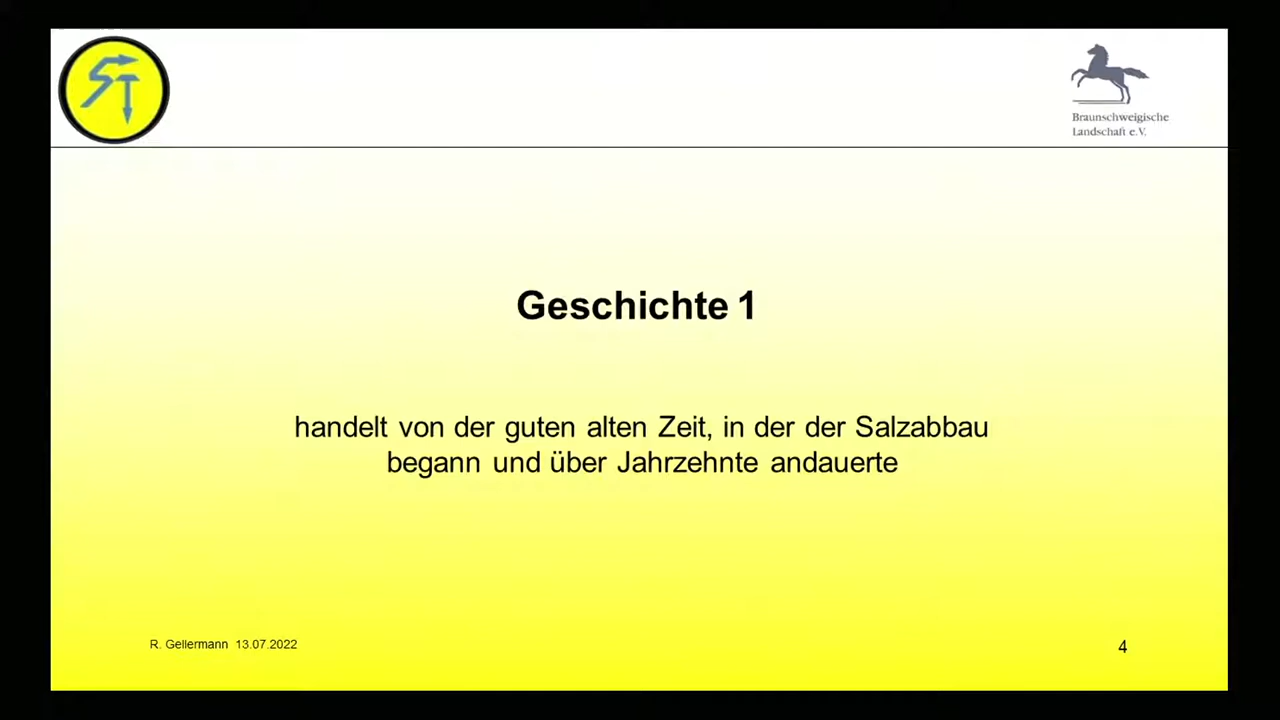 ST
Braunschweigische
Landschaft e.V.
Geschichte 1
handelt von der guten alten Zeit, in der der Salzabbau
begann und über Jahrzehnte andauerte
R. Gellermann 13.07.2022
4